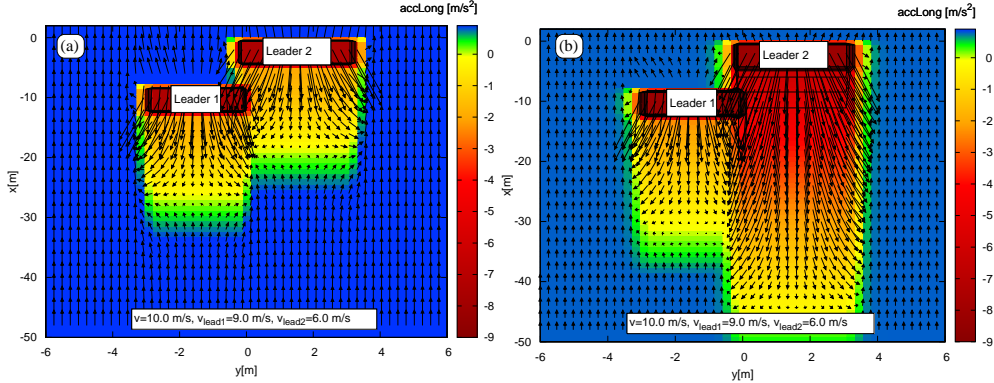 accLong [m/s²]
(a)
Leader 2
Leader 1
v=10.0 m/s, v_lead1=9.0 m/s, v_lead2=6.0 m/s
0
-10
-20
-30
-40
-50
x[m]
-6 -4 -2 0 2 4 6
y[m]
0
-1
-2
-3
-4
-5
-6
-7
-8
-9
accLong [m/s²]
(b)
Leader 2
Leader 1
v=10.0 m/s, v_lead1=9.0 m/s, v_lead2=6.0 m/s
0
-10
-20
-30
-40
-50
x[m]
-6 -4 -2 0 2 4 6
y[m]
0
-1
-2
-3
-4
-5
-6
-7
-8
-9